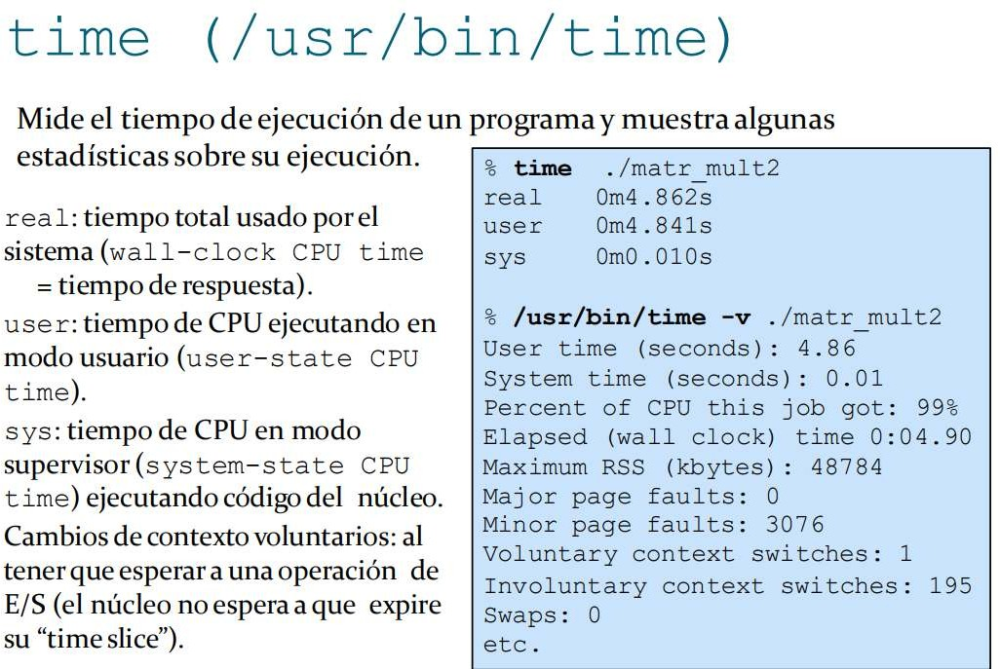 time (/usr/bin/time)
Mide el tiempo de ejecución de un programa y muestra algunas
estadísticas sobre su ejecución.
real: tiempo total usado por el
sistema (wall-clock CPU time
= tiempo de respuesta).
user: tiempo de CPU ejecutando en
modo usuario (user-state CPU
time).
sys: tiempo de CPU en modo
supervisor (system-state CPU
time) ejecutando código del núcleo.
Cambios de contexto voluntarios: al
tener que esperar a una operación de
E/S (el núcleo no espera a que expire
su “time slice”).
% time ./matr_mult2
real 0m4.862s
user 0m4.841s
sys 0m0.010s
% /usr/bin/time -v ./matr_mult2
User time (seconds): 4.86
System time (seconds): 0.01
Percent of CPU this job got: 99%
Elapsed (wall clock) time 0:04.90
Maximum RSS (kbytes): 48784
Major page faults: 0
Minor page faults: 3076
Voluntary context switches: 1
Involuntary context switches: 195
Swaps: 0
etc.